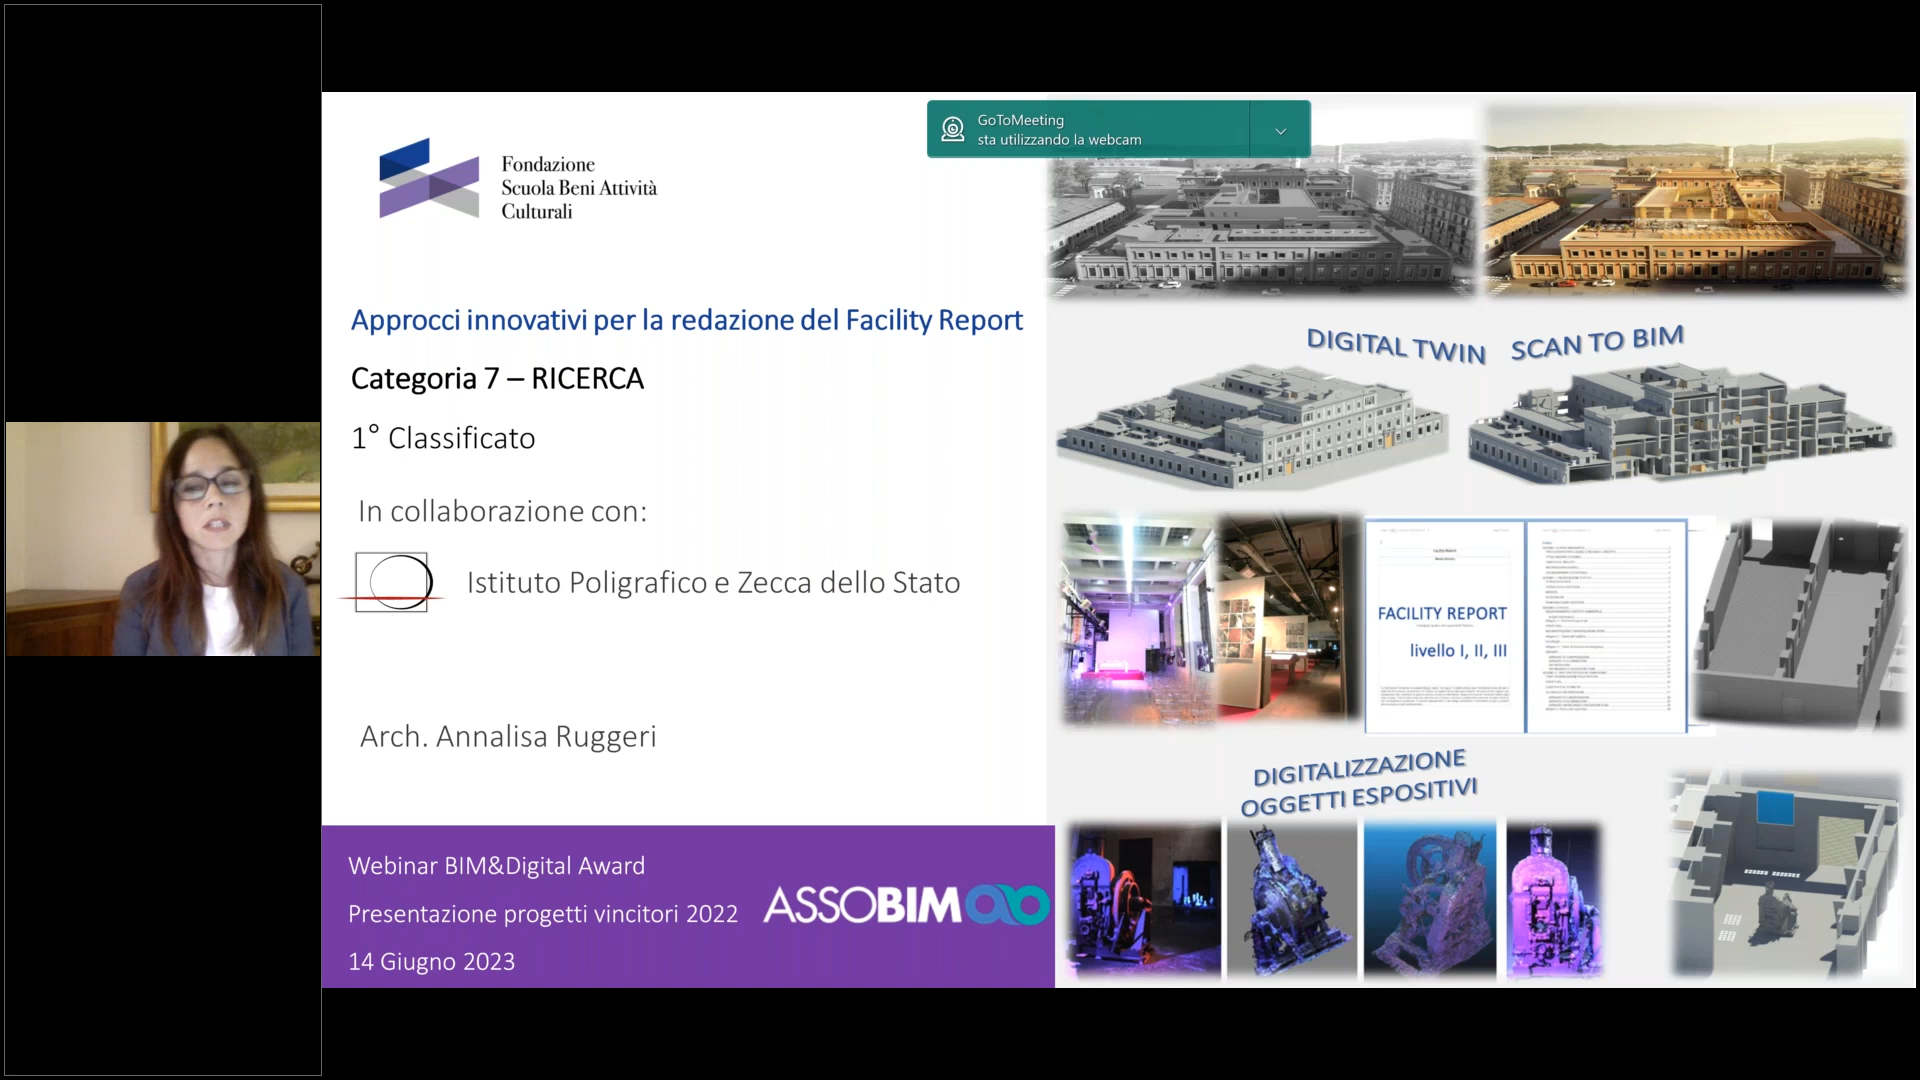 GoToMeeting
sta utilizzando la webcam
Fondazione
Scuola Beni Attività
Culturali
Approcci innovativi per la redazione del Facility Report
Categoria 7 – RICERCA
1° Classificato
In collaborazione con:
Istituto Poligrafico e Zecca dello Stato
Arch. Annalisa Ruggeri
Webinar BIM&Digital Award
Presentazione progetti vincitori 2022
14 Giugno 2023
ASSOBIM
DIGITAL TWIN
SCAN TO BIM
FACILITY REPORT
livello I, II, III
DIGITALIZZAZIONE
OGGETTI ESPOSITIVI